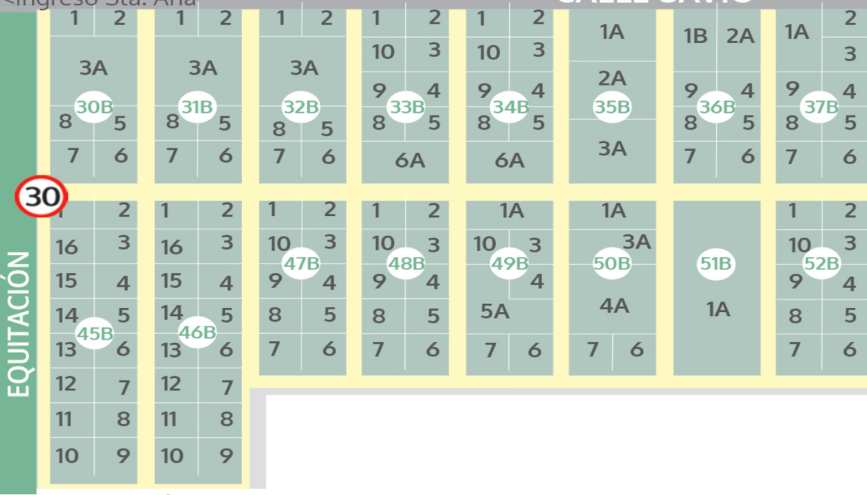 <Ingreso Sta. Ana
CALLE SAVIO
1 2 1 2 1 2 1 2 1 2 1A 1B 2A 1A 2
3A 3A 3A 10 3 10 3 2A 3
30B 31B 32B 9 4 9 4 9 4 9 4
33B 34B 35B 36B 37B
8 5 8 5 8 5 8 5 8 5 3A 8 5 8 5
7 6 7 6 7 6 6A 6A 7 6 7 6
30
1 2 1 2 1 2 1 2 1A 1A 1 2
16 3 16 3 10 3 10 3 10 3 3A 10 3
47B 48B 49B 50B 51B 52B
15 4 15 4 9 4 9 4 4 9 4
14 5 14 5 8 5 8 5 5A 4A 1A 8 5
45B 46B
13 6 13 6 7 6 7 6 7 6 7 6 7 6
12 7 12 7
11 8 11 8
10 9 10 9
EQUITACIÓN